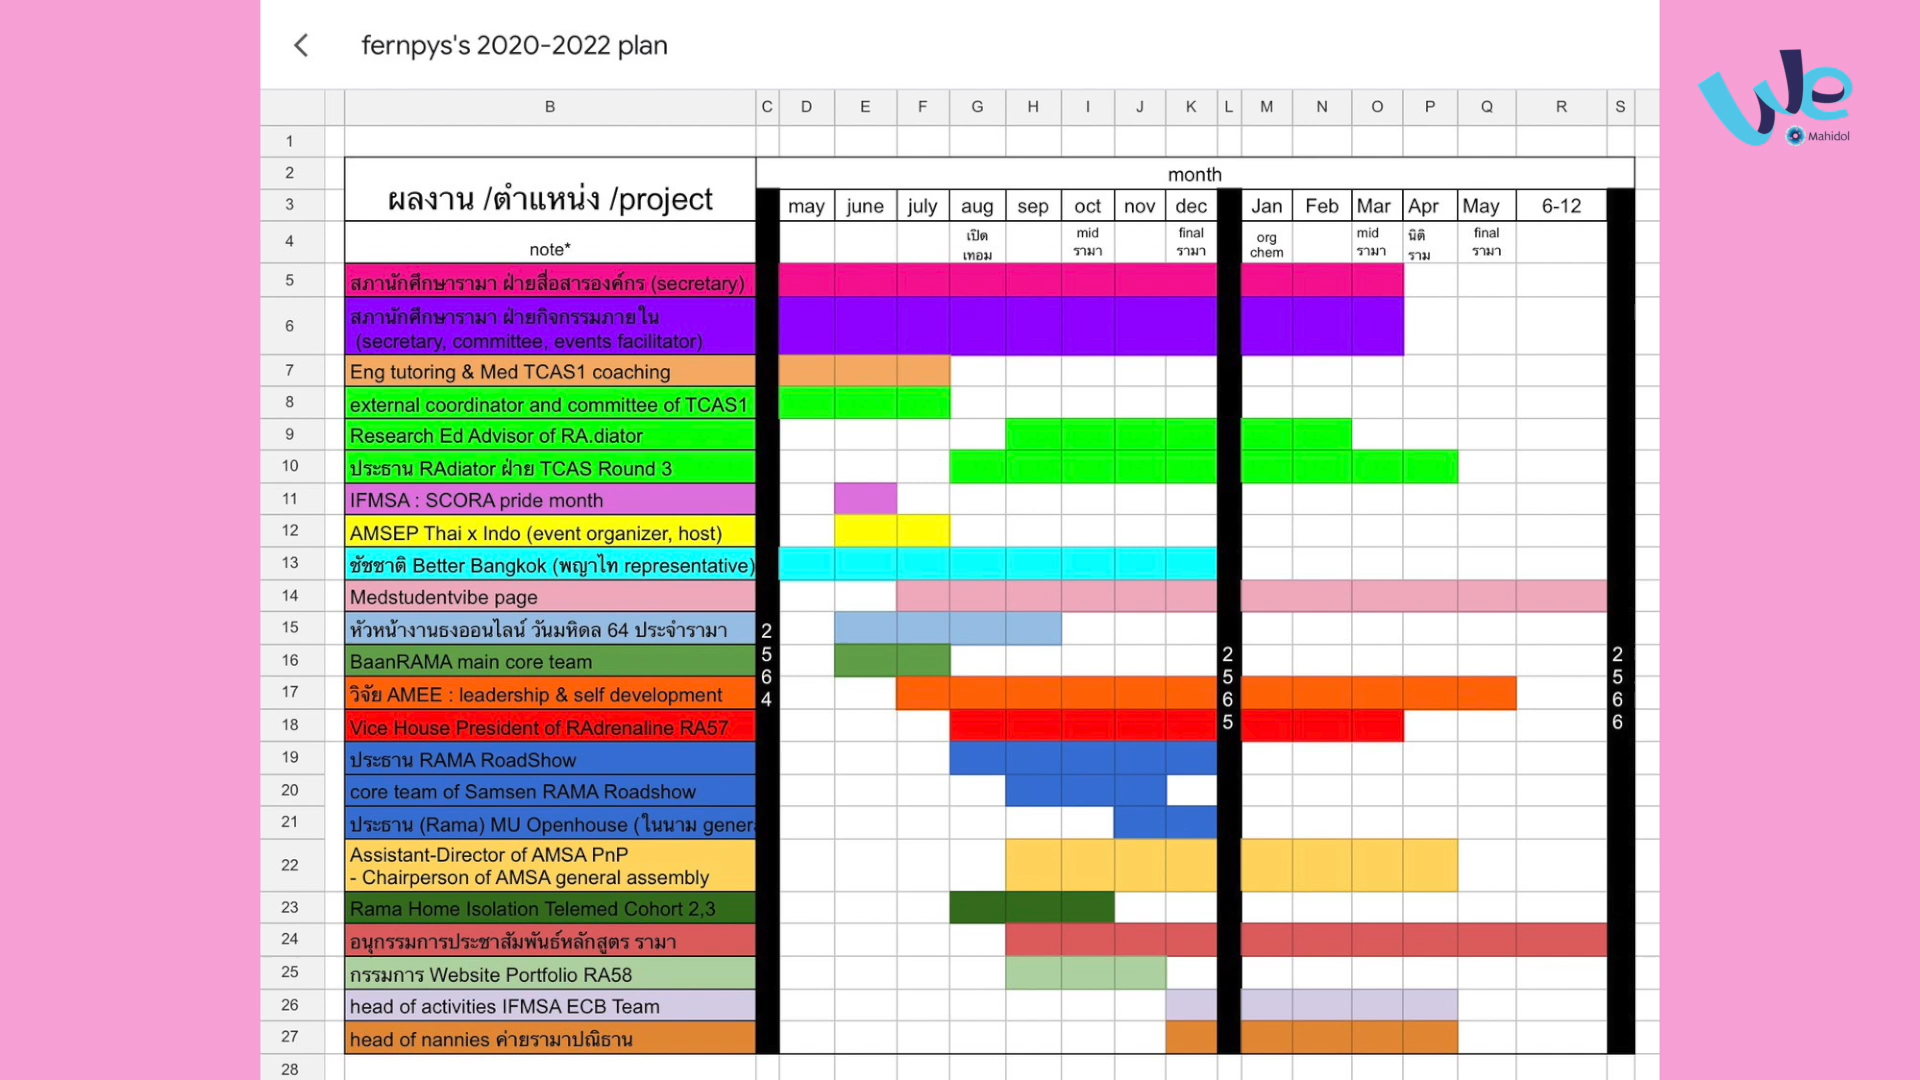 fernpys's 2020-2022 plan
We
Mahidol
B C D E F G H I J K L M N O P Q R S
1
2 month
ผลงาน /ตำแหน่ง /project
3 may june july aug sep oct nov dec Jan Feb Mar Apr May 6-12
4 note* เปิด เทอม mid รามา final รามา org chem mid รามา นิติ ราม final รามา
5 สภานักศึกษารามา ฝ่ายสื่อสารองค์กร (secretary)
6 สภานักศึกษารามา ฝ่ายกิจกรรมภายใน
(secretary, committee, events facilitator)
7 Eng tutoring & Med TCAS1 coaching
8 external coordinator and committee of TCAS1
9 Research Ed Advisor of RA.diator
10 ประธาน RAdiator ฝ่าย TCAS Round 3
11 IFMSA : SCORA pride month
12 AMSEP Thai x Indo (event organizer, host)
13 ชัชชาติ Better Bangkok (พญาไท representative)
14 Medstudentvibe page
15 หัวหน้างานธงออนไลน์ วันมหิดล 64 ประจำรามา
16 BaanRAMA main core team
17 วิจัย AMEE : leadership & self development
18 Vice House President of RAdrenaline RA57
19 ประธาน RAMA RoadShow
20 core team of Samsen RAMA Roadshow
21 ประธาน (Rama) MU Openhouse (ในนาม genera
22 Assistant-Director of AMSA PnP
- Chairperson of AMSA general assembly
23 Rama Home Isolation Telemed Cohort 2,3
24 อนุกรรมการประชาสัมพันธ์หลักสูตร รามา
25 กรรมการ Website Portfolio RA58
26 head of activities IFMSA ECB Team
27 head of nannies ค่ายรามาปณิธาน
28
2564
2565
2566